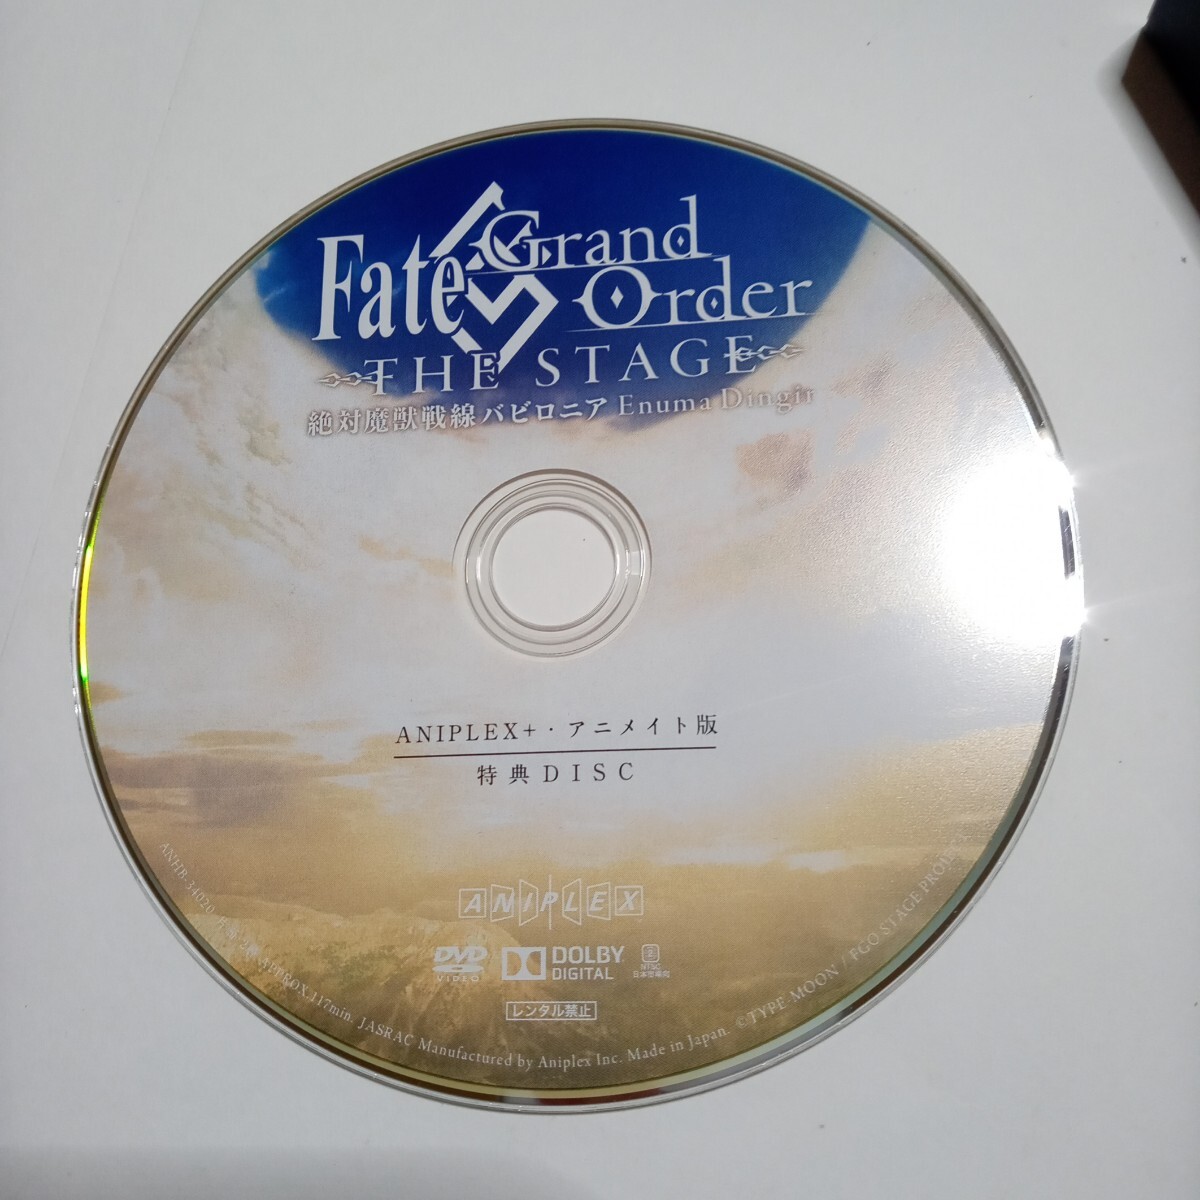 Fate
Grand
Order
THE STAGE
絶対魔獣戦線バビロニア Enuma Dingir
ANIPLEX+・アニメイト版
特典DISC
ANIPLEX
DVD
VIDEO
DOLBY
DIGITAL
2
NTSC
日本市場向
レンタル禁止
ANHB-34020 APPROX.117min. JASRAC Manufactured by Aniplex Inc. Made in Japan. ©TYPE-MOON / FGO STAGE PROJECT